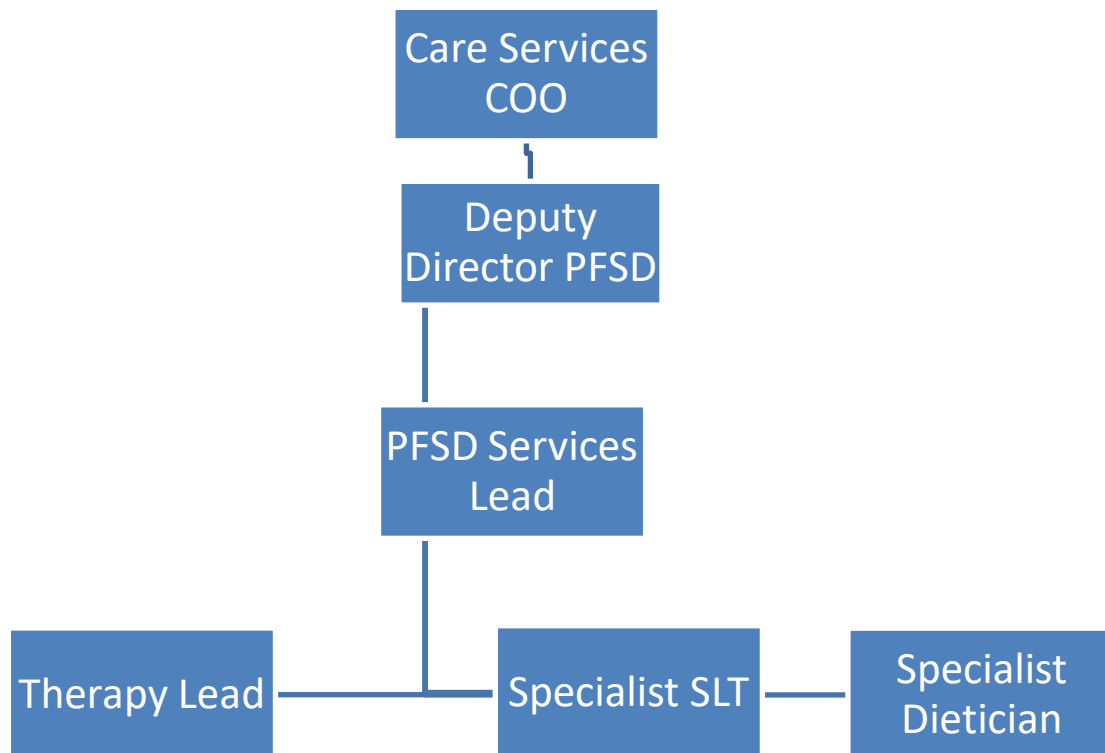 Care Services
COO
Deputy
Director PFSD
PFSD Services
Lead
Therapy Lead
Specialist SLT
Specialist
Dietician